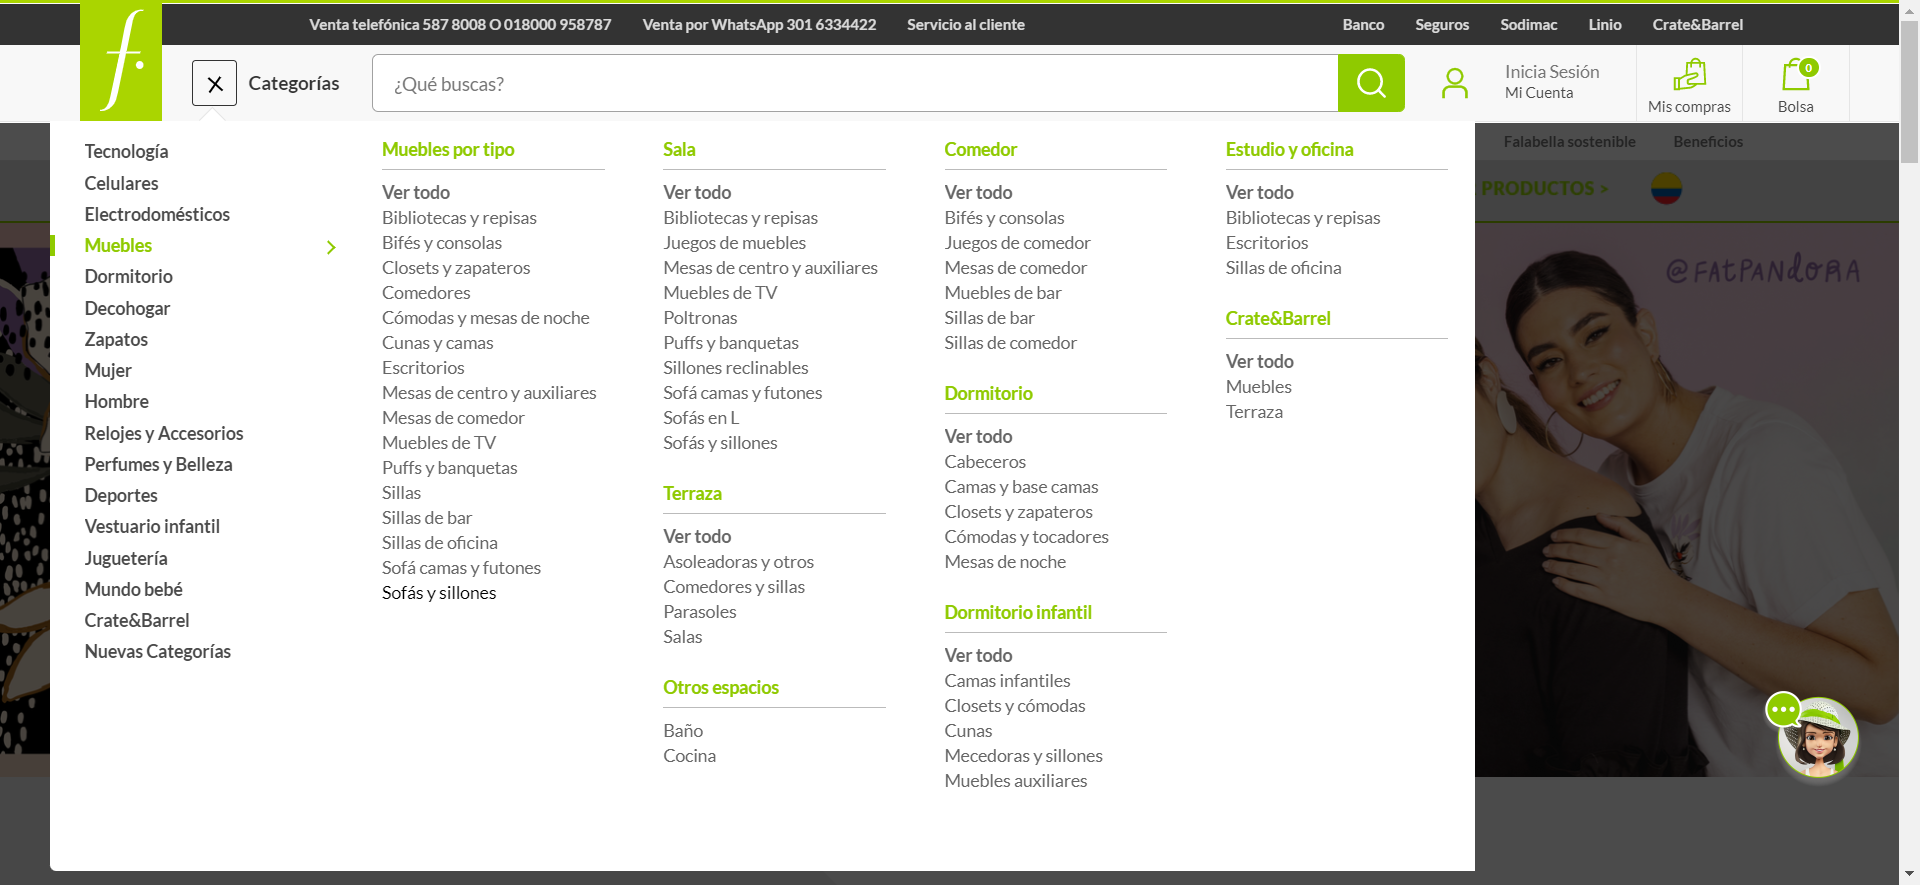 Venta telefónica 587 8008 O 018000 958787
Venta por WhatsApp 301 6334422
Servicio al cliente
Banco
Seguros
Sodimac
Linio
Crate&Barrel
f.
Categorías
¿Qué buscas?
Inicia Sesión
Mi Cuenta
Mis compras
0
Bolsa
Falabella sostenible
Beneficios
PRODUCTOS >
@FATPANDORA
Tecnología
Celulares
Electrodomésticos
Muebles
Dormitorio
Decohogar
Zapatos
Mujer
Hombre
Relojes y Accesorios
Perfumes y Belleza
Deportes
Vestuario infantil
Juguetería
Mundo bebé
Crate&Barrel
Nuevas Categorías
Muebles por tipo
Ver todo
Bibliotecas y repisas
Bifés y consolas
Closets y zapateros
Comedores
Cómodas y mesas de noche
Cunas y camas
Escritorios
Mesas de centro y auxiliares
Mesas de comedor
Muebles de TV
Puffs y banquetas
Sillas
Sillas de bar
Sillas de oficina
Sofá camas y futones
Sofás y sillones
Sala
Ver todo
Bibliotecas y repisas
Juegos de muebles
Mesas de centro y auxiliares
Muebles de TV
Poltronas
Puffs y banquetas
Sillones reclinables
Sofá camas y futones
Sofás en L
Sofás y sillones
Terraza
Ver todo
Asoleadoras y otros
Comedores y sillas
Parasoles
Salas
Otros espacios
Baño
Cocina
Comedor
Ver todo
Bifés y consolas
Juegos de comedor
Mesas de comedor
Muebles de bar
Sillas de bar
Sillas de comedor
Dormitorio
Ver todo
Cabeceros
Camas y base camas
Closets y zapateros
Cómodas y tocadores
Mesas de noche
Dormitorio infantil
Ver todo
Camas infantiles
Closets y cómodas
Cunas
Mecedoras y sillones
Muebles auxiliares
Estudio y oficina
Ver todo
Bibliotecas y repisas
Escritorios
Sillas de oficina
Crate&Barrel
Ver todo
Muebles
Terraza